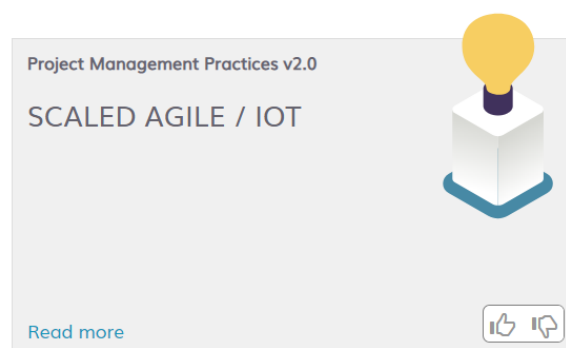 Project Management Practices v2.0
SCALED AGILE / IOT
Read more